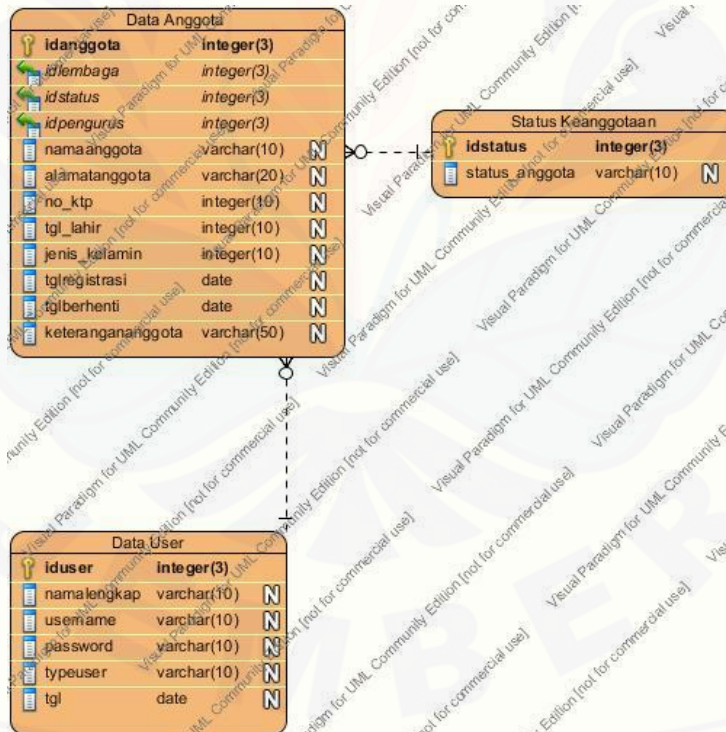 Data Anggota
idanggota integer(3)
idlembaga integer(3)
idstatus integer(3)
idpengurus integer(3)
namaanggota varchar(10) N
alamatanggota varchar(20) N
no_ktp integer(10) N
tgl_lahir integer(10) N
jenis_kelamin integer(10) N
tglregistrasi date N
tglberhenti date N
keterangananggota varchar(50) N
Status Keanggotaan
idstatus integer(3)
status_anggota varchar(10) N
Data User
iduser integer(3)
namalengkap varchar(10) N
username varchar(10) N
password varchar(10) N
typeuser varchar(10) N
tgl date N
Visual Paradigm for UML Community Edition [not for commercial use]
MBER